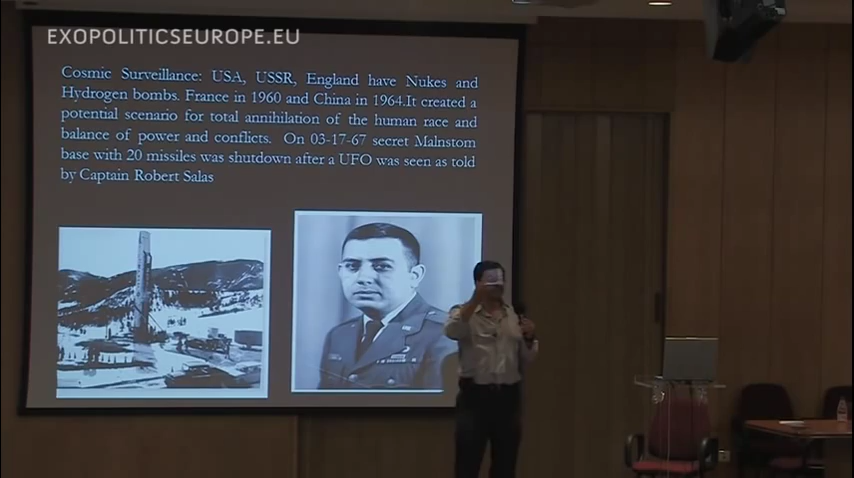 EXOPOLITICSEUROPE.EU
Cosmic Surveillance: USA, USSR, England have Nukes and
Hydrogen bombs. France in 1960 and China in 1964.It created a
potential scenario for total annihilation of the human race and
balance of power and conflicts. On 03-17-67 secret Malnstom
base with 20 missiles was shutdown after a UFO was seen as told
by Captain Robert Salas